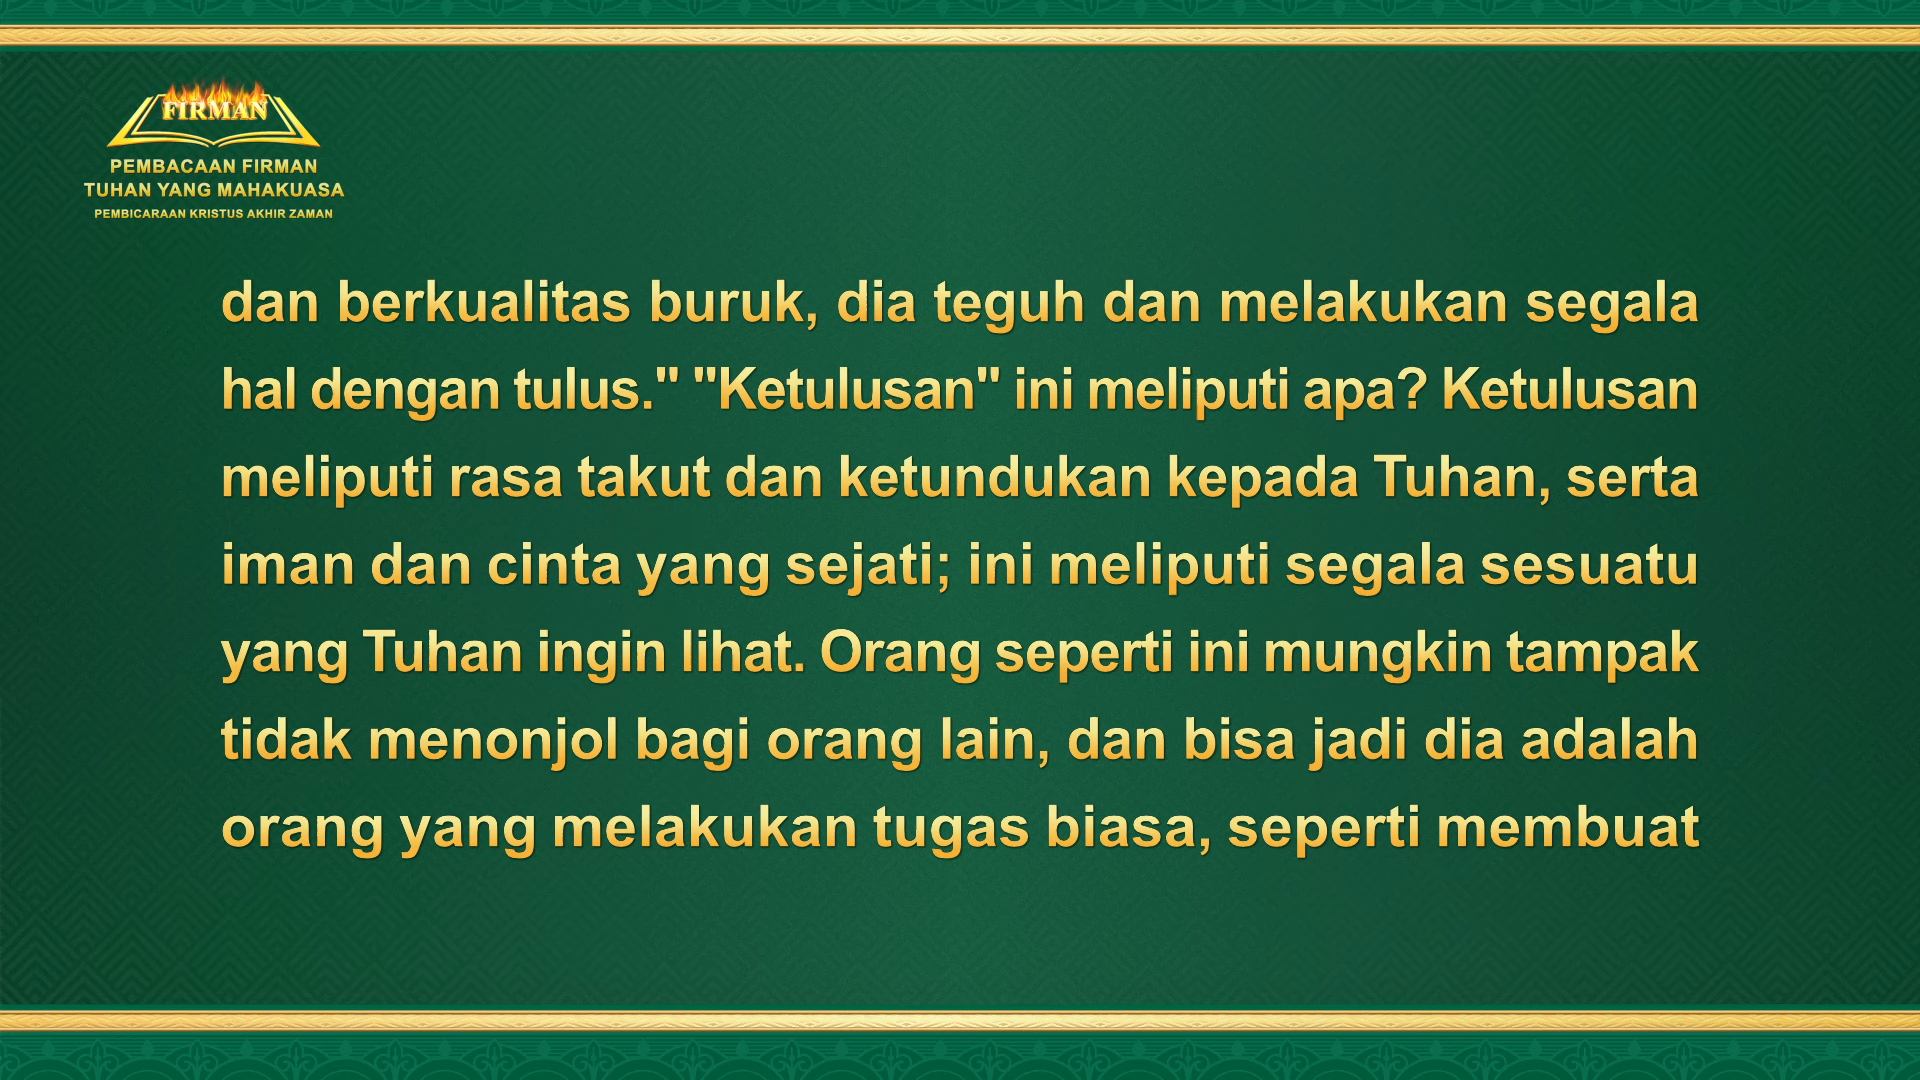 FIRMAN
PEMBACAAN FIRMAN
TUHAN YANG MAHAKUASA
PEMBICARAAN KRISTUS AKHIR ZAMAN
dan berkualitas buruk, dia teguh dan melakukan segala
hal dengan tulus." "Ketulusan" ini meliputi apa? Ketulusan
meliputi rasa takut dan ketundukan kepada Tuhan, serta
iman dan cinta yang sejati; ini meliputi segala sesuatu
yang Tuhan ingin lihat. Orang seperti ini mungkin tampak
tidak menonjol bagi orang lain, dan bisa jadi dia adalah
orang yang melakukan tugas biasa, seperti membuat